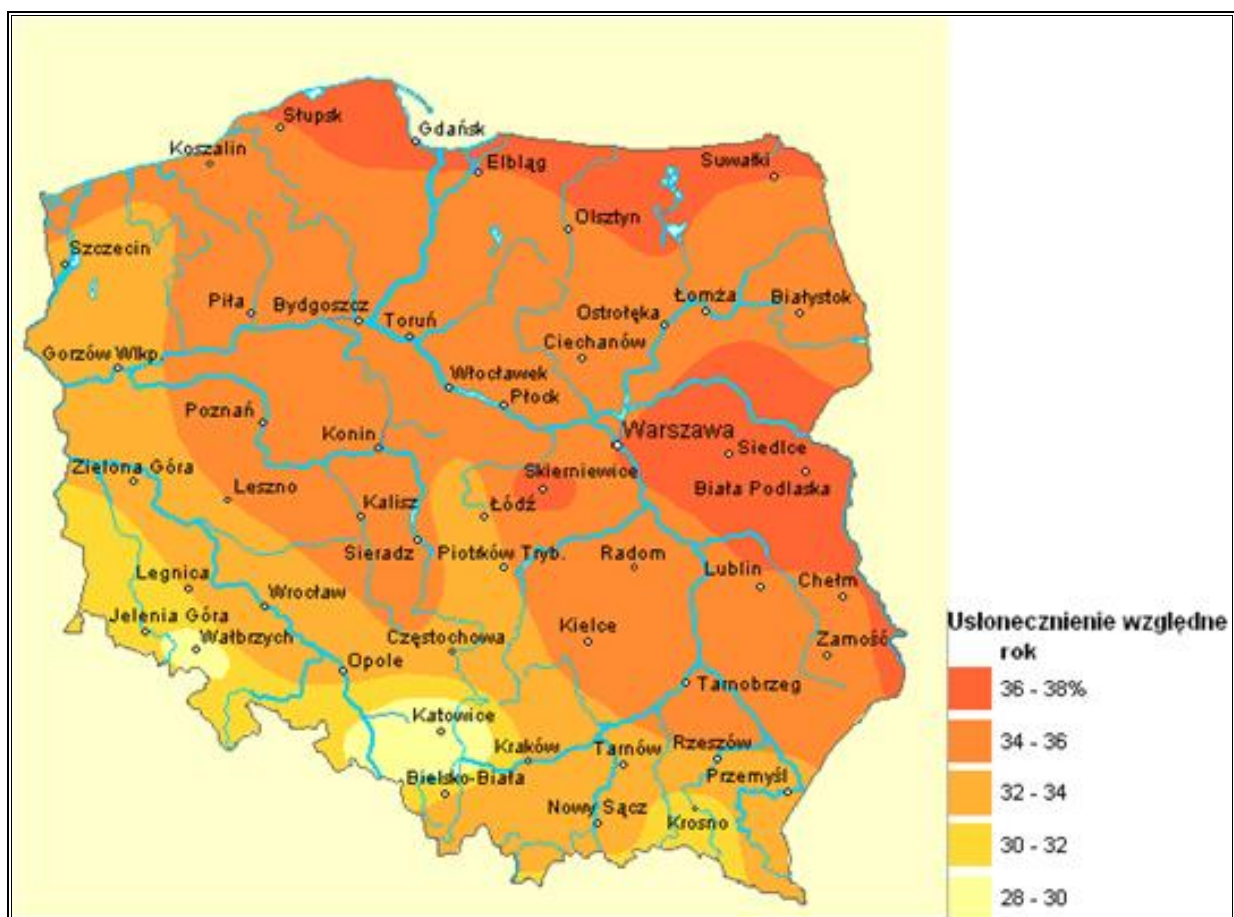 Słupsk
Gdańsk
Koszalin
Elbląg
Suwałki
Olsztyn
Szczecin
Piła
Bydgoszcz
Toruń
Ostrołęka
Łomża
Białystok
Ciechanów
Gorzów Wlkp.
Włocławek
Płock
Poznań
Konin
Warszawa
Siedlce
Zielona Góra
Skierniewice
Biała Podlaska
Leszno
Kalisz
Łódź
Sieradz
Piotrków Tryb.
Radom
Lublin
Chełm
Legnica
Wrocław
Jelenia Góra
Wałbrzych
Częstochowa
Kielce
Zamość
Opole
Tarnobrzeg
Katowice
Kraków
Tarnów
Rzeszów
Bielsko-Biała
Przemyśl
Nowy Sącz
Krosno
Usłonecznienie względne
rok
36 - 38%
34 - 36
32 - 34
30 - 32
28 - 30